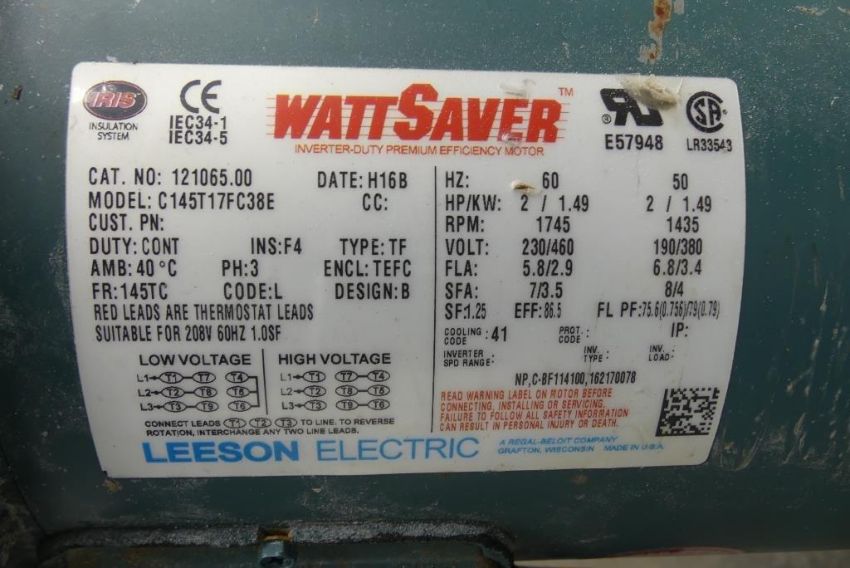 IRIS
INSULATION
SYSTEM
CE
IEC34-1
IEC34-5
WATTSAVER™
INVERTER-DUTY PREMIUM EFFICIENCY MOTOR
®
E57948
SA
LR33543
CAT. NO: 121065.00 DATE: H16B
MODEL: C145T17FC38E CC:
CUST. PN:
DUTY: CONT INS:F4 TYPE: TF
AMB: 40°C PH:3 ENCL: TEFC
FR:145TC CODE:L DESIGN:B
RED LEADS ARE THERMOSTAT LEADS
SUITABLE FOR 208V 60HZ 1.0SF
HZ: 60 50
HP/KW: 2 / 1.49 2 / 1.49
RPM: 1745 1435
VOLT: 230/460 190/380
FLA: 5.8/2.9 6.8/3.4
SFA: 7/3.5 8/4
SF:1.25 EFF: 86.5 FL PF:75.6(0.756)/79(0.79)
COOLING CODE :41 PROT. CODE : IP:
INVERTER SPD RANGE: INV. TYPE: INV. LOAD:
NP,C-BF114100,162170078
LOW VOLTAGE HIGH VOLTAGE
L1 T1 T7 T4 L1 T1 T7 T4
L2 T2 T8 T5 L2 T2 T8 T5
L3 T3 T9 T6 L3 T3 T9 T6
CONNECT LEADS T1 T2 T3 TO LINE. TO REVERSE
ROTATION, INTERCHANGE ANY TWO LINE LEADS.
READ WARNING LABEL ON MOTOR BEFORE
CONNECTING, INSTALLING OR SERVICING.
FAILURE TO FOLLOW ALL SAFETY INFORMATION
CAN RESULT IN PERSONAL INJURY OR DEATH.
LEESON ELECTRIC
A REGAL-BELOIT COMPANY
GRAFTON, WISCONSIN MADE IN U.S.A.